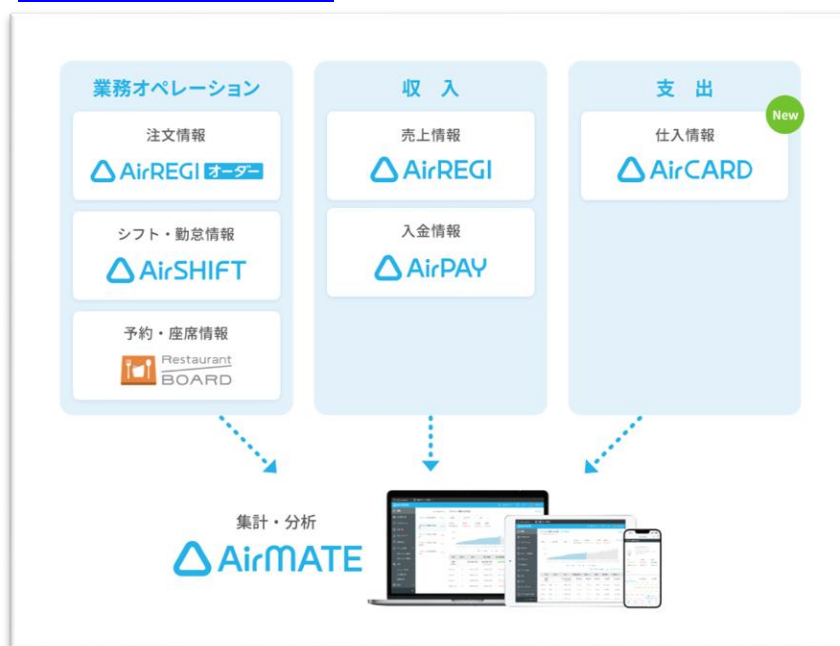 業務オペレーション
注文情報
AirREGI オーダー
シフト・勤怠情報
AirSHIFT
予約・座席情報
Restaurant
BOARD
収 入
売上情報
AirREGI
入金情報
AirPAY
支 出
New
仕入情報
AirCARD
集計・分析
AirMATE